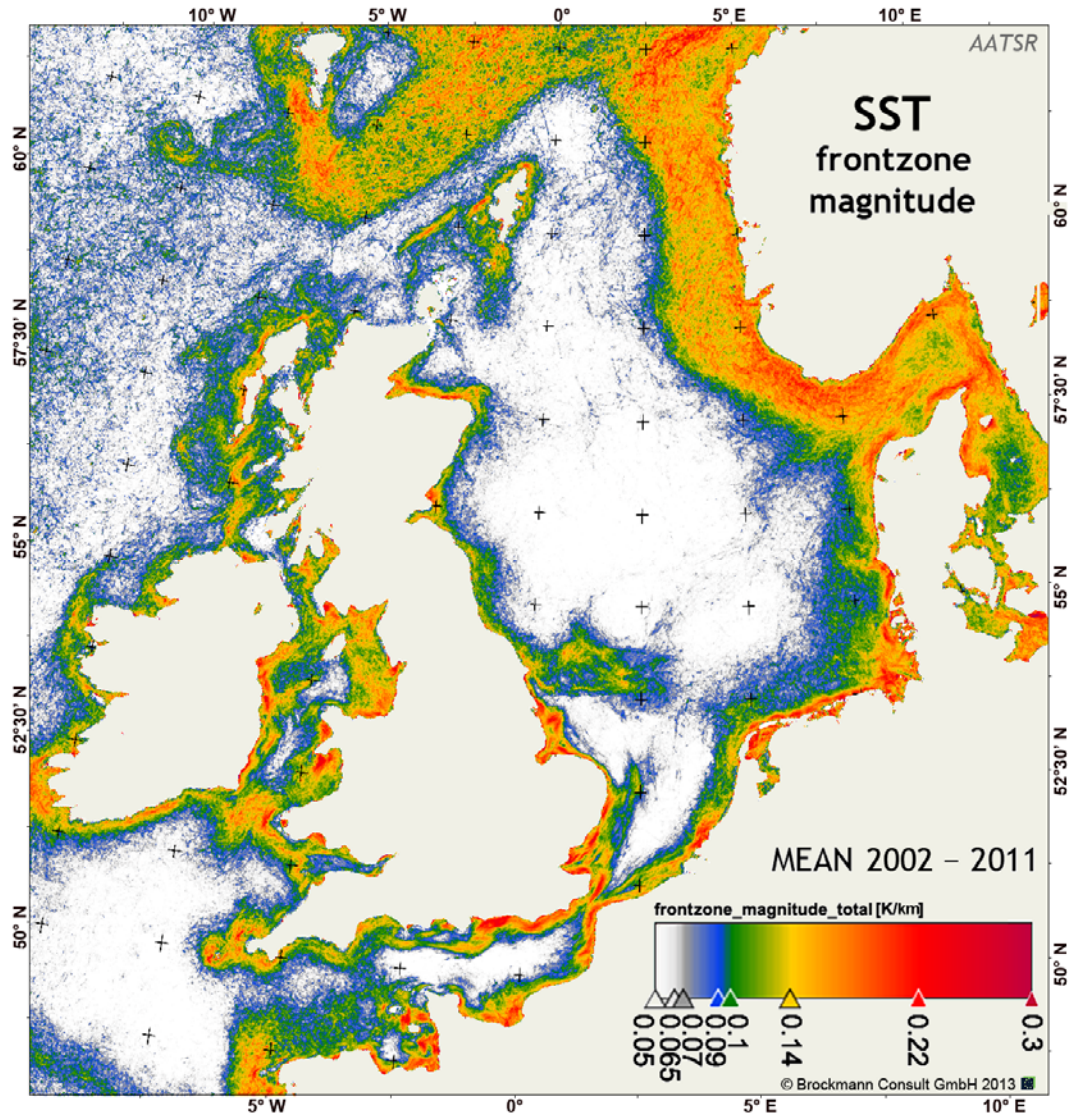 10° W 5° W 0° 5° E 10° E
AATSR
SST
frontzone
magnitude
60° N
57°30' N
55° N
52°30' N
50° N
60° N
57°30' N
55° N
52°30' N
50° N
MEAN 2002 – 2011
frontzone_magnitude_total [K/km]
0.05 0.065 0.07 0.09 0.1 0.14 0.22 0.3
© Brockmann Consult GmbH 2013
5° W 0° 5° E 10° E